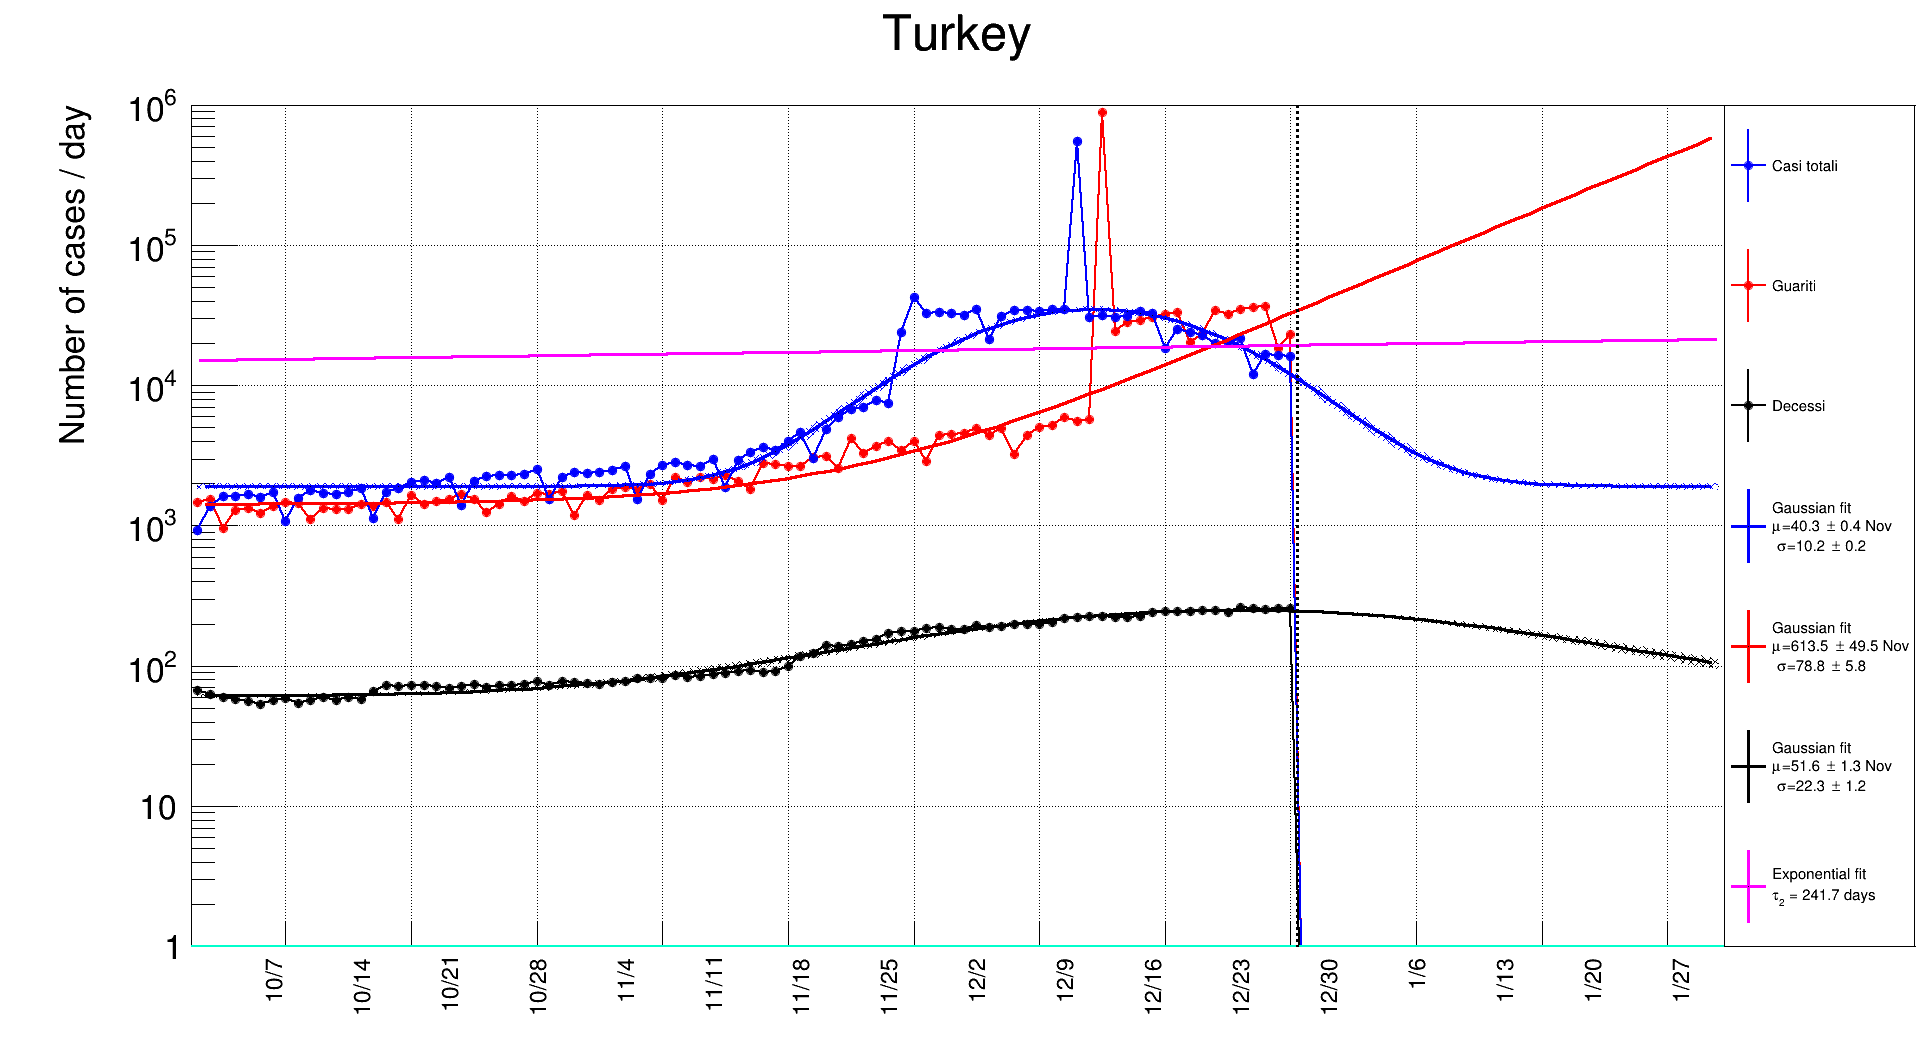 Turkey
Number of cases / day
10^6
10^5
10^4
10^3
10^2
10
1
10/7
10/14
10/21
10/28
11/4
11/11
11/18
11/25
12/2
12/9
12/16
12/23
12/30
1/6
1/13
1/20
1/27
Casi totali
Guariti
Decessi
Gaussian fit
μ=40.3 ± 0.4 Nov
σ=10.2 ± 0.2
Gaussian fit
μ=613.5 ± 49.5 Nov
σ=78.8 ± 5.8
Gaussian fit
μ=51.6 ± 1.3 Nov
σ=22.3 ± 1.2
Exponential fit
τ₂ = 241.7 days